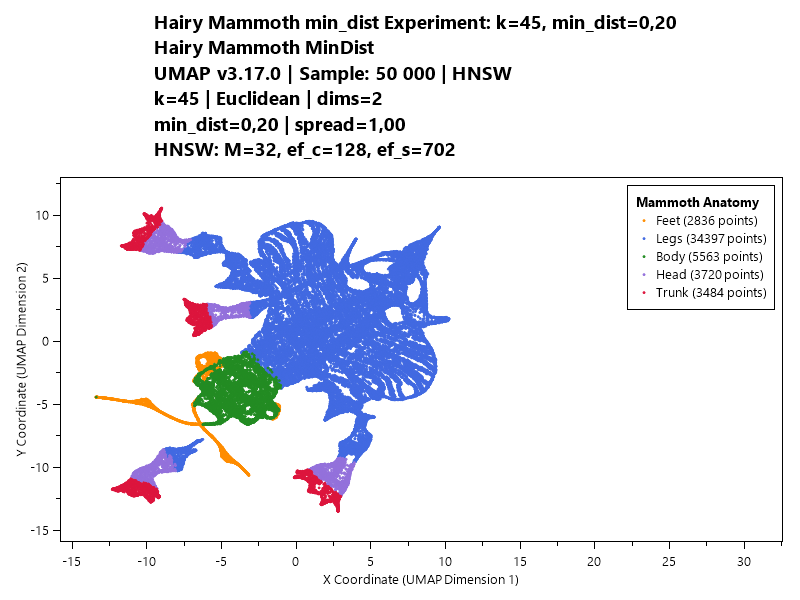 Hairy Mammoth min_dist Experiment: k=45, min_dist=0,20
Hairy Mammoth MinDist
UMAP v3.17.0 | Sample: 50 000 | HNSW
k=45 | Euclidean | dims=2
min_dist=0,20 | spread=1,00
HNSW: M=32, ef_c=128, ef_s=702
Mammoth Anatomy
Feet (2836 points)
Legs (34397 points)
Body (5563 points)
Head (3720 points)
Trunk (3484 points)
Y Coordinate (UMAP Dimension 2)
10
5
0
-5
-10
-15
-15 -10 -5 0 5 10 15 20 25 30
X Coordinate (UMAP Dimension 1)